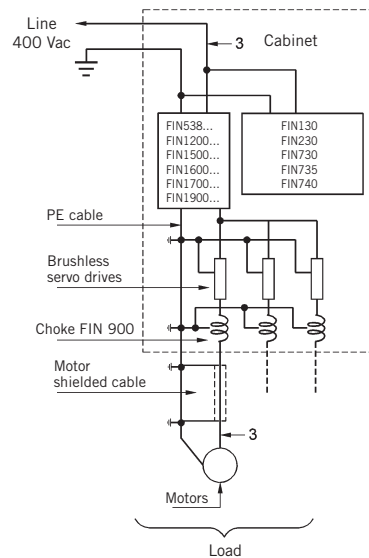 Line
400 Vac
3
Cabinet
FIN538...
FIN1200...
FIN1500...
FIN1600...
FIN1700...
FIN1900...
FIN130
FIN230
FIN730
FIN735
FIN740
PE cable
Brushless
servo drives
Choke FIN 900
Motor
shielded cable
3
Motors
Load